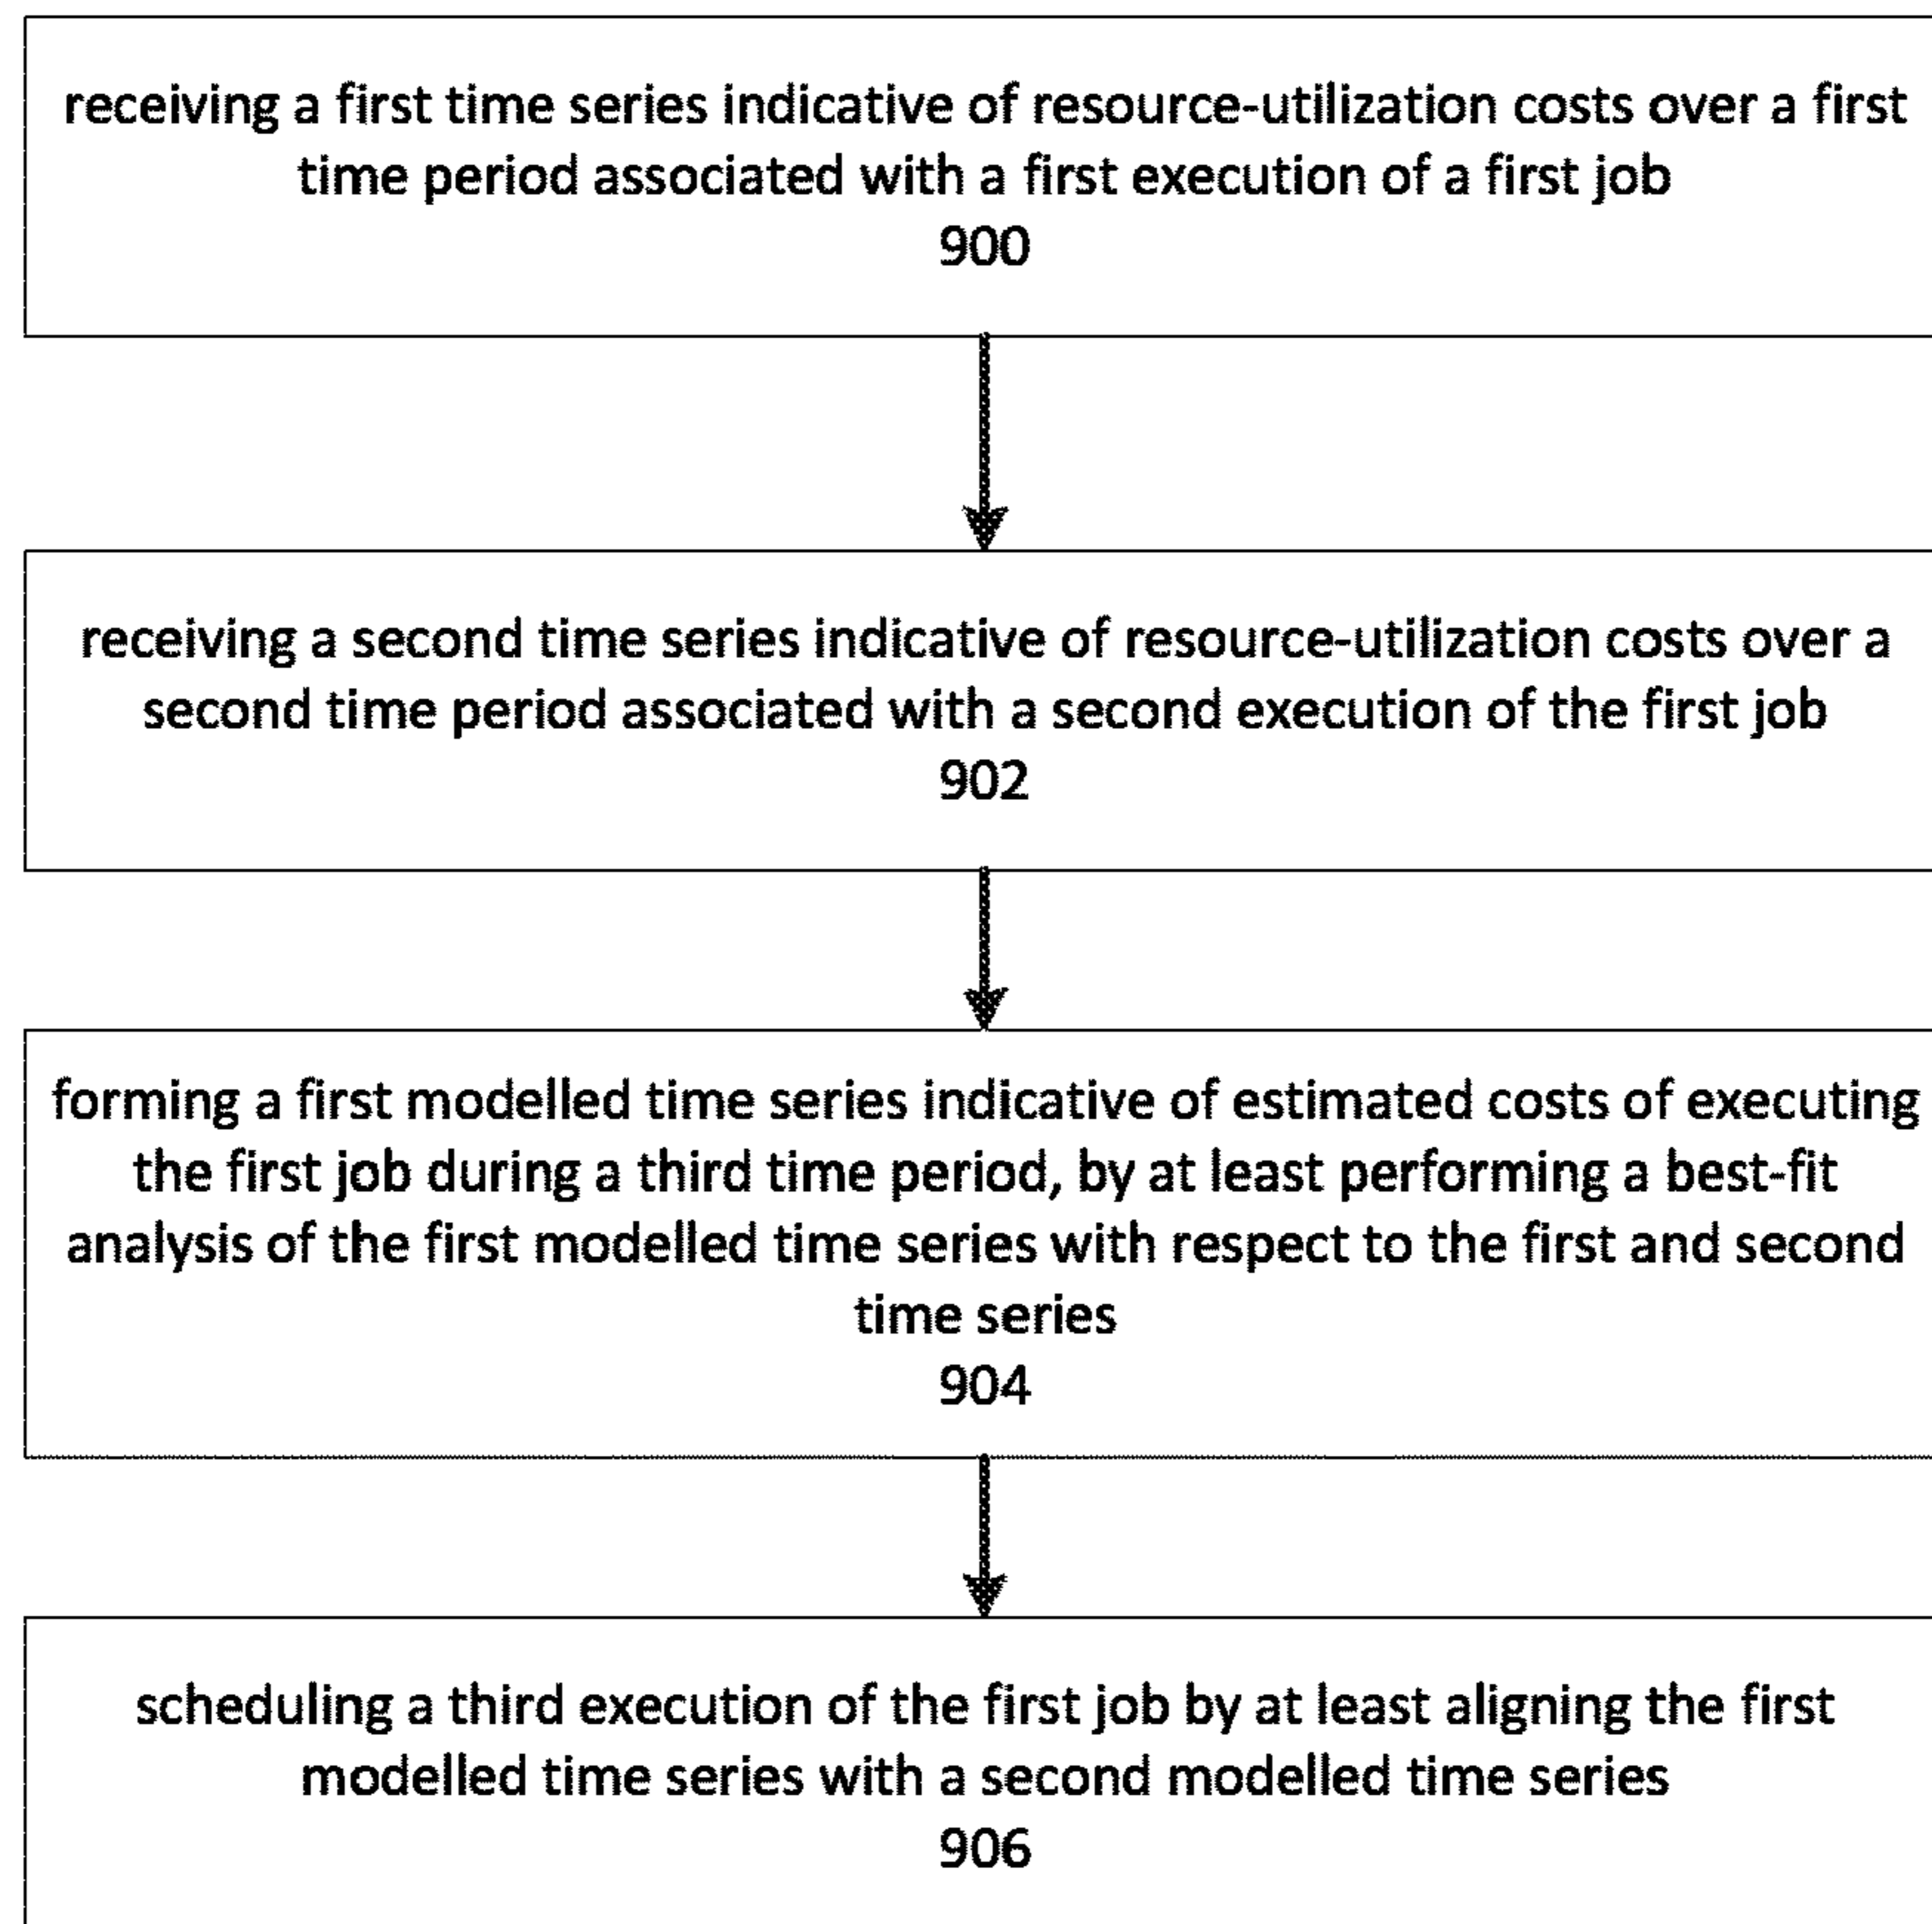 receiving a first time series indicative of resource-utilization costs over a first
time period associated with a first execution of a first job
900
receiving a second time series indicative of resource-utilization costs over a
second time period associated with a second execution of the first job
902
forming a first modelled time series indicative of estimated costs of executing
the first job during a third time period, by at least performing a best-fit
analysis of the first modelled time series with respect to the first and second
time series
904
scheduling a third execution of the first job by at least aligning the first
modelled time series with a second modelled time series
906